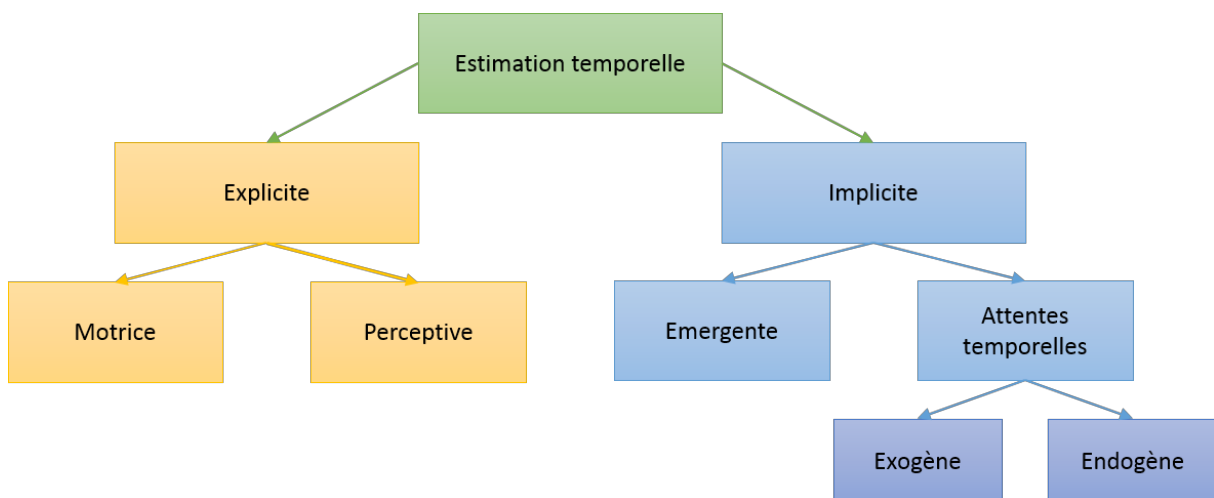 Estimation temporelle
Explicite
Implicite
Motrice
Perceptive
Emergente
Attentes
temporelles
Exogène
Endogène